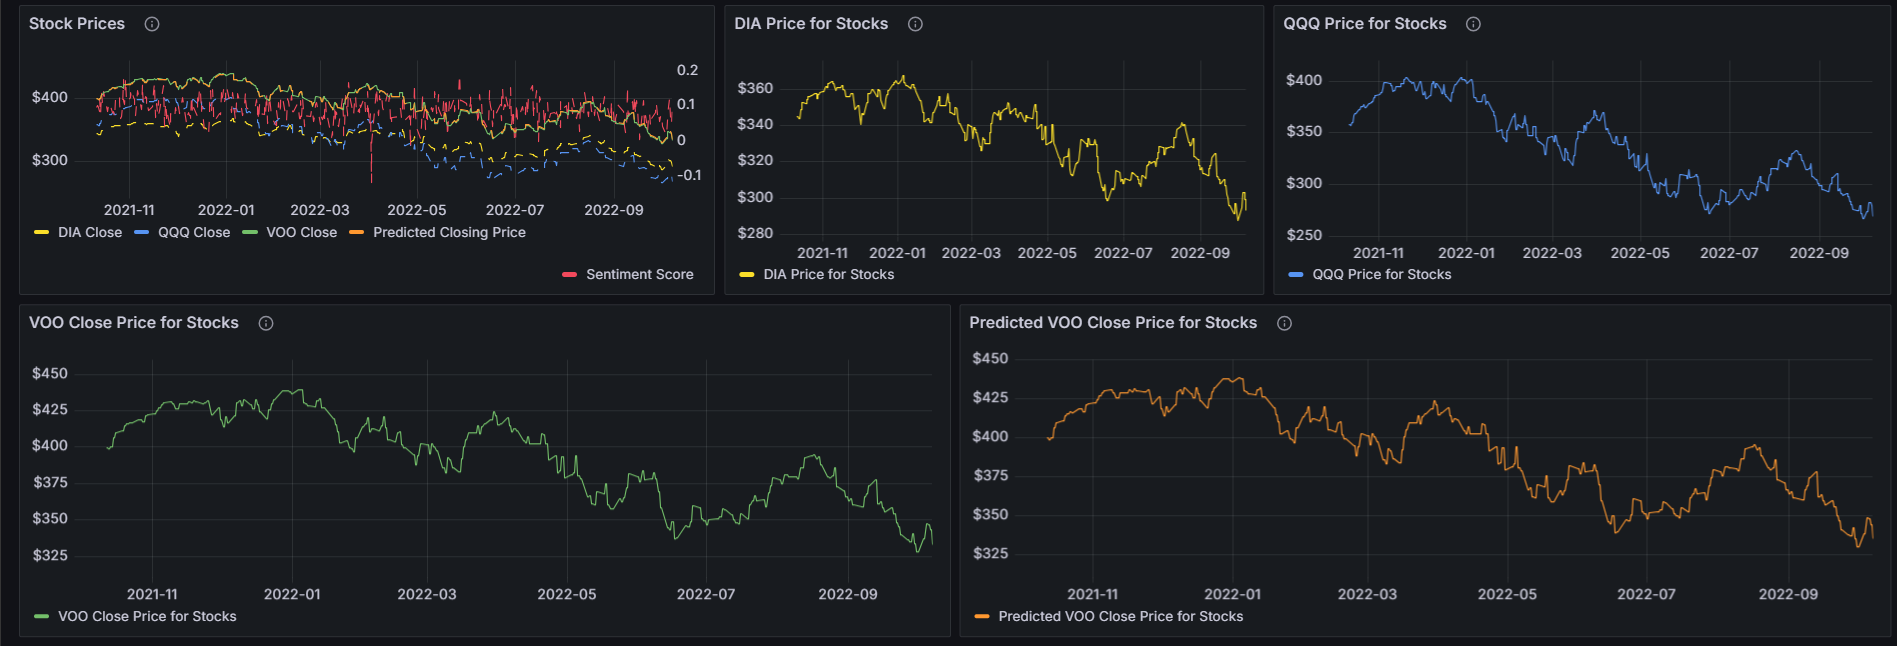 Stock Prices
$400
$300
0.2
0.1
0
-0.1
2021-11 2022-01 2022-03 2022-05 2022-07 2022-09
DIA Close QQQ Close VOO Close Predicted Closing Price
Sentiment Score
DIA Price for Stocks
$360
$340
$320
$300
$280
2021-11 2022-01 2022-03 2022-05 2022-07 2022-09
DIA Price for Stocks
QQQ Price for Stocks
$400
$350
$300
$250
2021-11 2022-01 2022-03 2022-05 2022-07 2022-09
QQQ Price for Stocks
VOO Close Price for Stocks
$450
$425
$400
$375
$350
$325
2021-11 2022-01 2022-03 2022-05 2022-07 2022-09
VOO Close Price for Stocks
Predicted VOO Close Price for Stocks
$450
$425
$400
$375
$350
$325
2021-11 2022-01 2022-03 2022-05 2022-07 2022-09
Predicted VOO Close Price for Stocks